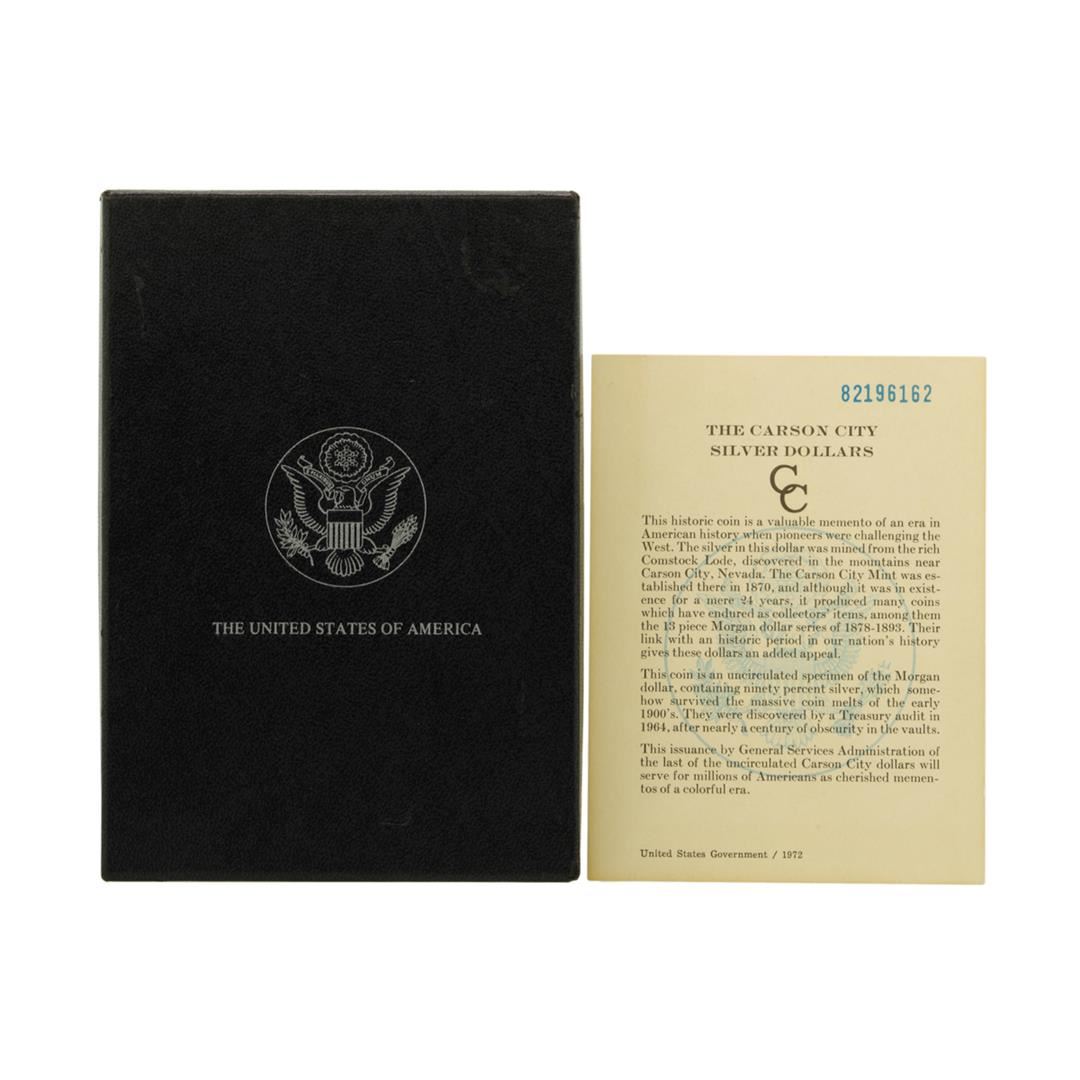 THE UNITED STATES OF AMERICA
82196162
THE CARSON CITY
SILVER DOLLARS
CC
This historic coin is a valuable memento of an era in
American history when pioneers were challenging the
West. The silver in this dollar was mined from the rich
Comstock Lode, discovered in the mountains near
Carson City, Nevada. The Carson City Mint was es-
tablished there in 1870, and although it was in exist-
ence for a mere 24 years, it produced many coins
which have endured as collectors' items, among them
the 13 piece Morgan dollar series of 1878-1893. Their
link with an historic period in our nation's history
gives these dollars an added appeal.
This coin is an uncirculated specimen of the Morgan
dollar, containing ninety percent silver, which some-
how survived the massive coin melts of the early
1900's. They were discovered by a Treasury audit in
1964, after nearly a century of obscurity in the vaults.
This issuance by General Services Administration of
the last of the uncirculated Carson City dollars will
serve for millions of Americans as cherished memen-
tos of a colorful era.
United States Government / 1972